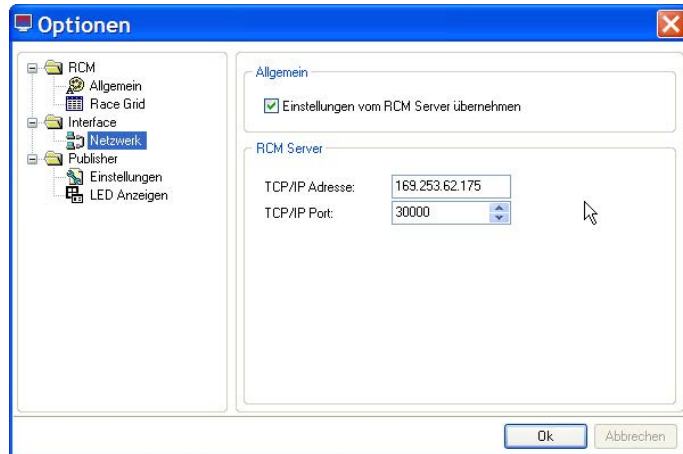 Optionen
RCM
Allgemein
Race Grid
Interface
Netzwerk
Publisher
Einstellungen
LED Anzeigen
Allgemein
Einstellungen vom RCM Server übernehmen
RCM Server
TCP/IP Adresse: 169.253.62.175
TCP/IP Port: 30000
Ok Abbrechen